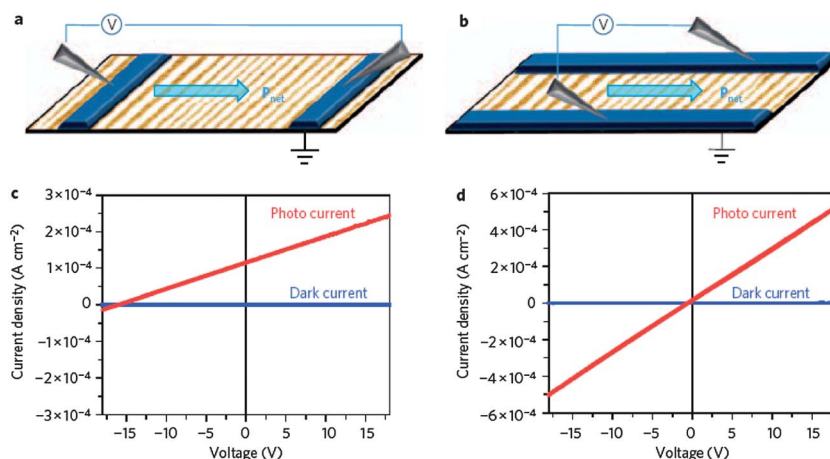 a
V
P net
b
V
P net
c
Photo current
Dark current
Current density (A cm⁻²)
3×10⁻⁴
2×10⁻⁴
1×10⁻⁴
0
−1×10⁻⁴
−2×10⁻⁴
−3×10⁻⁴
−15 −10 −5 0 5 10 15
Voltage (V)
d
Photo current
Dark current
Current density (A cm⁻²)
6×10⁻⁴
4×10⁻⁴
2×10⁻⁴
0
−2×10⁻⁴
−4×10⁻⁴
−6×10⁻⁴
−15 −10 −5 0 5 10 15
Voltage (V)